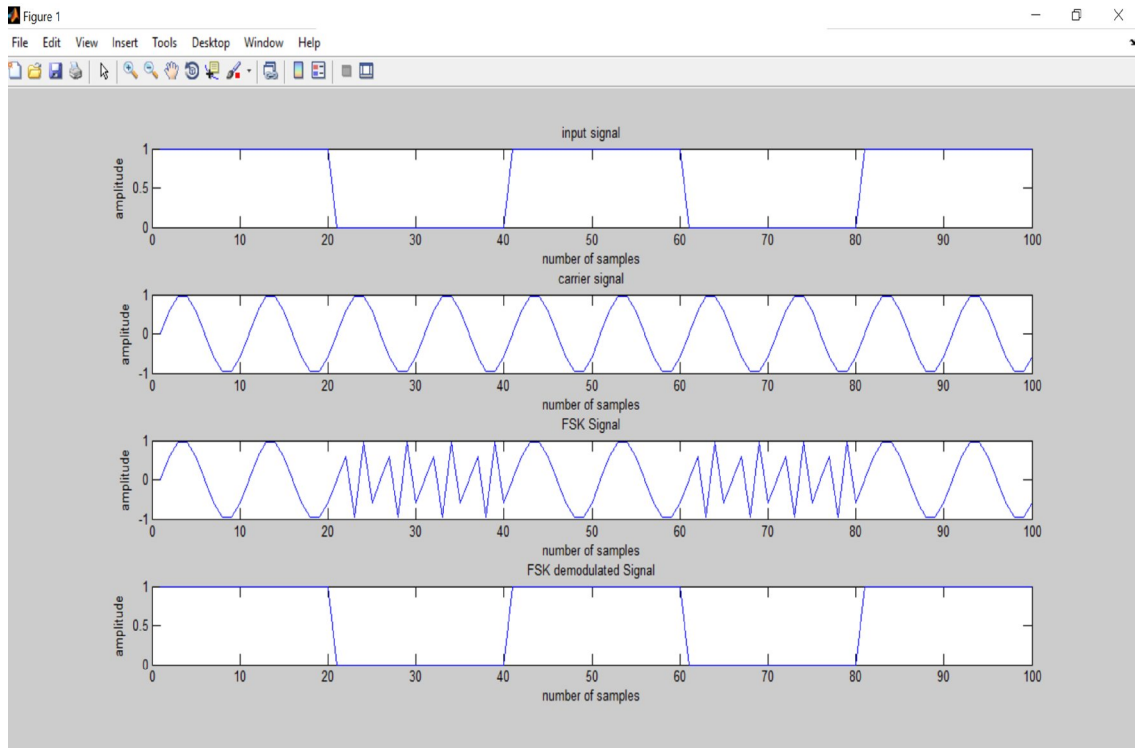 Figure 1
File Edit View Insert Tools Desktop Window Help
input signal
amplitude
1
0.5
0
0 10 20 30 40 50 60 70 80 90 100
number of samples
carrier signal
amplitude
1
0
-1
0 10 20 30 40 50 60 70 80 90 100
number of samples
FSK Signal
amplitude
1
0
-1
0 10 20 30 40 50 60 70 80 90 100
number of samples
FSK demodulated Signal
amplitude
1
0.5
0
0 10 20 30 40 50 60 70 80 90 100
number of samples